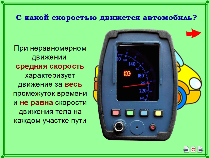 С какой скоростью движется автомобиль?
При неравномерном
движении
средняя скорость
характеризует
движение за весь
промежуток времени
и не равна скорости
движения тела на
каждом участке пути